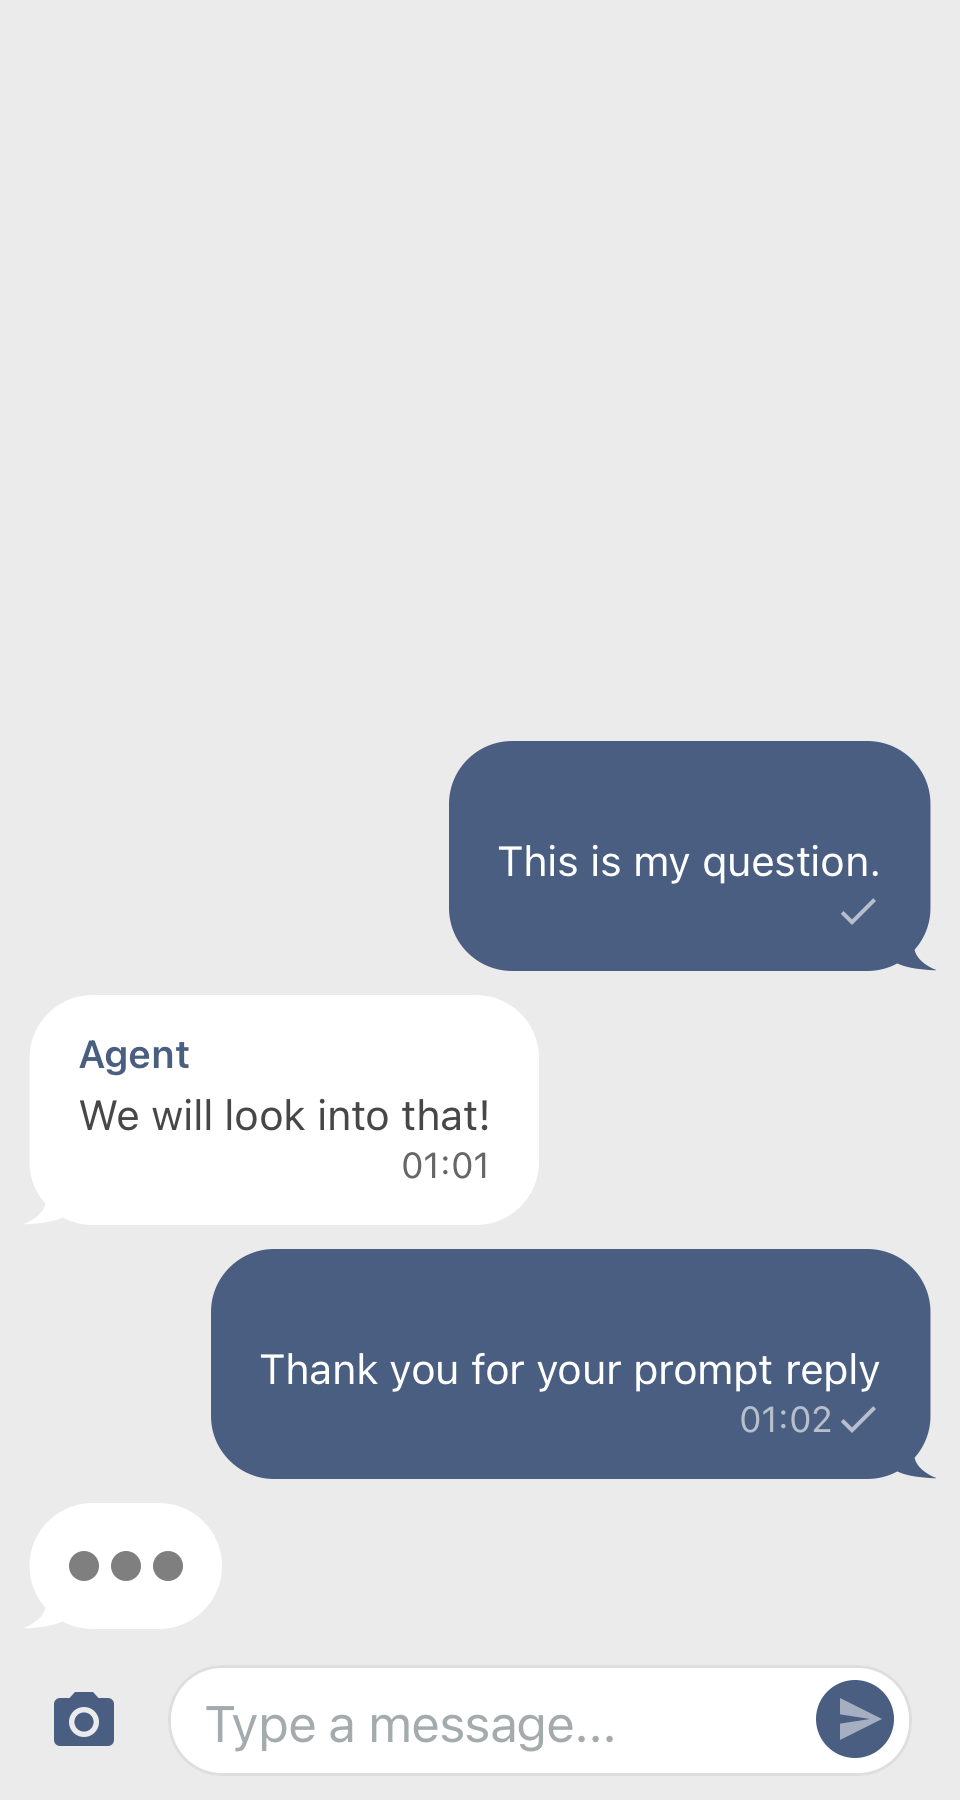 This is my question.
Agent
We will look into that!
01:01
Thank you for your prompt reply
01:02
Type a message...